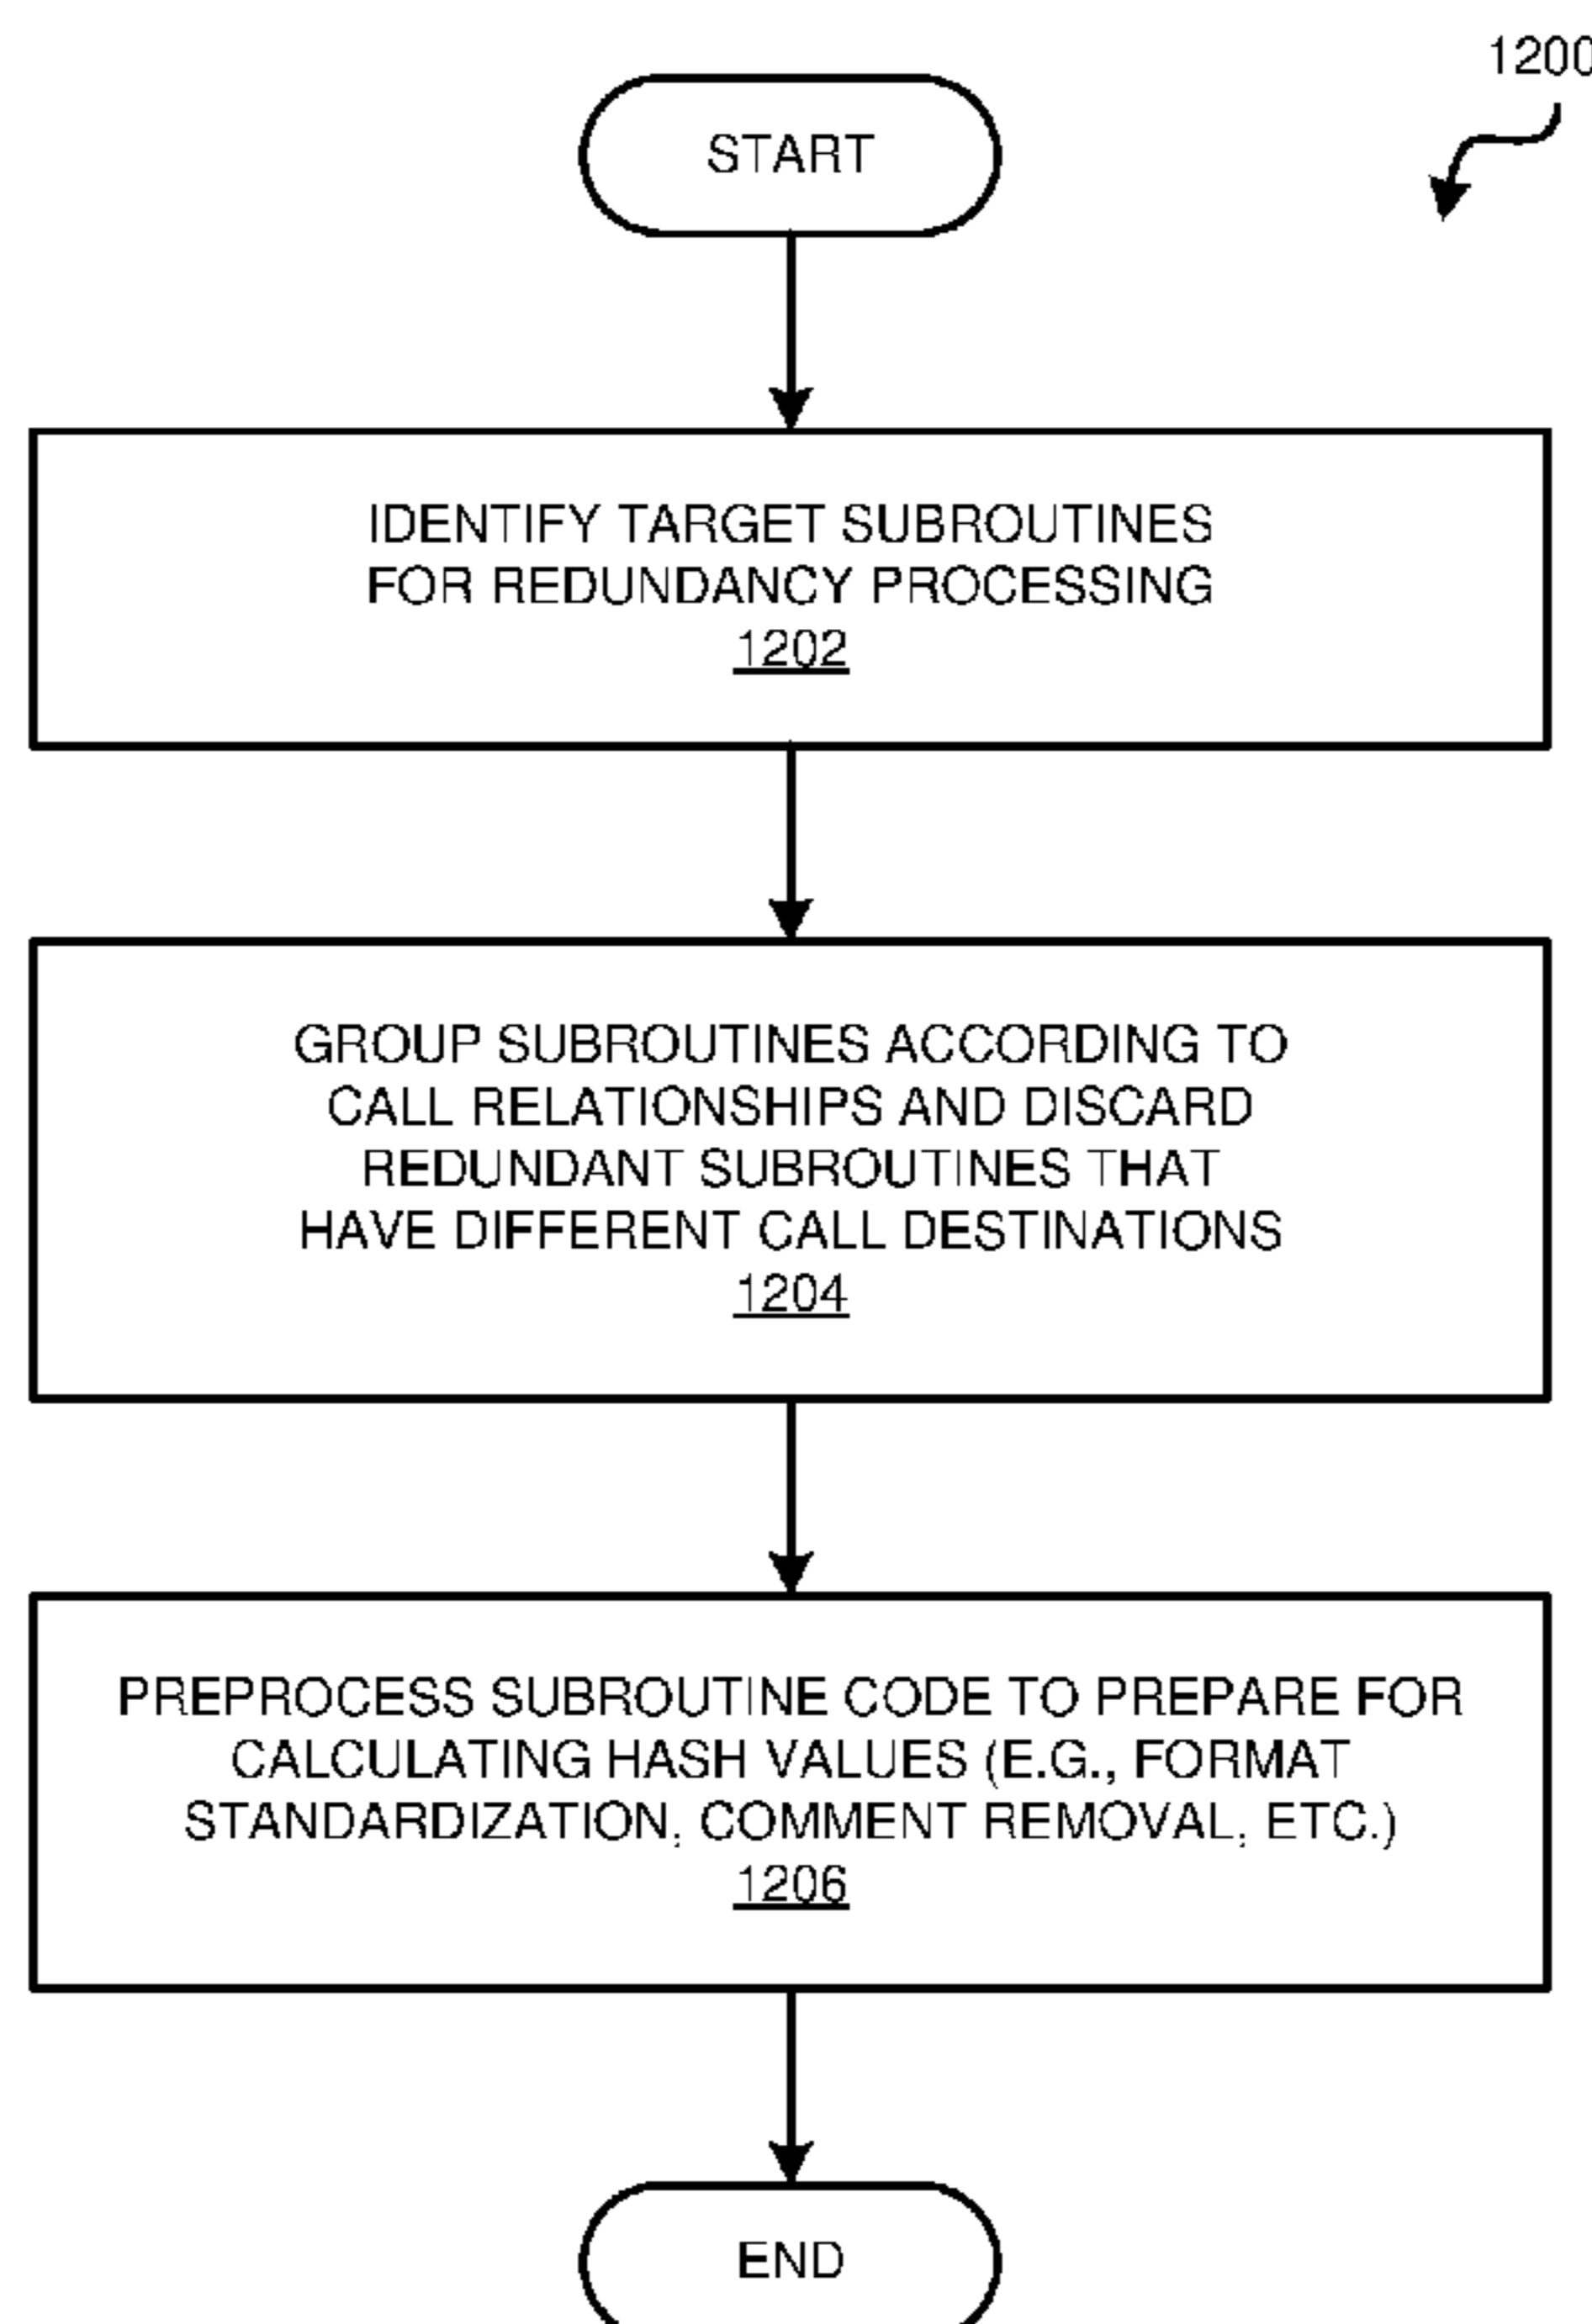 1200
START
IDENTIFY TARGET SUBROUTINES
FOR REDUNDANCY PROCESSING
1202
GROUP SUBROUTINES ACCORDING TO
CALL RELATIONSHIPS AND DISCARD
REDUNDANT SUBROUTINES THAT
HAVE DIFFERENT CALL DESTINATIONS
1204
PREPROCESS SUBROUTINE CODE TO PREPARE FOR
CALCULATING HASH VALUES (E.G., FORMAT
STANDARDIZATION, COMMENT REMOVAL, ETC.)
1206
END